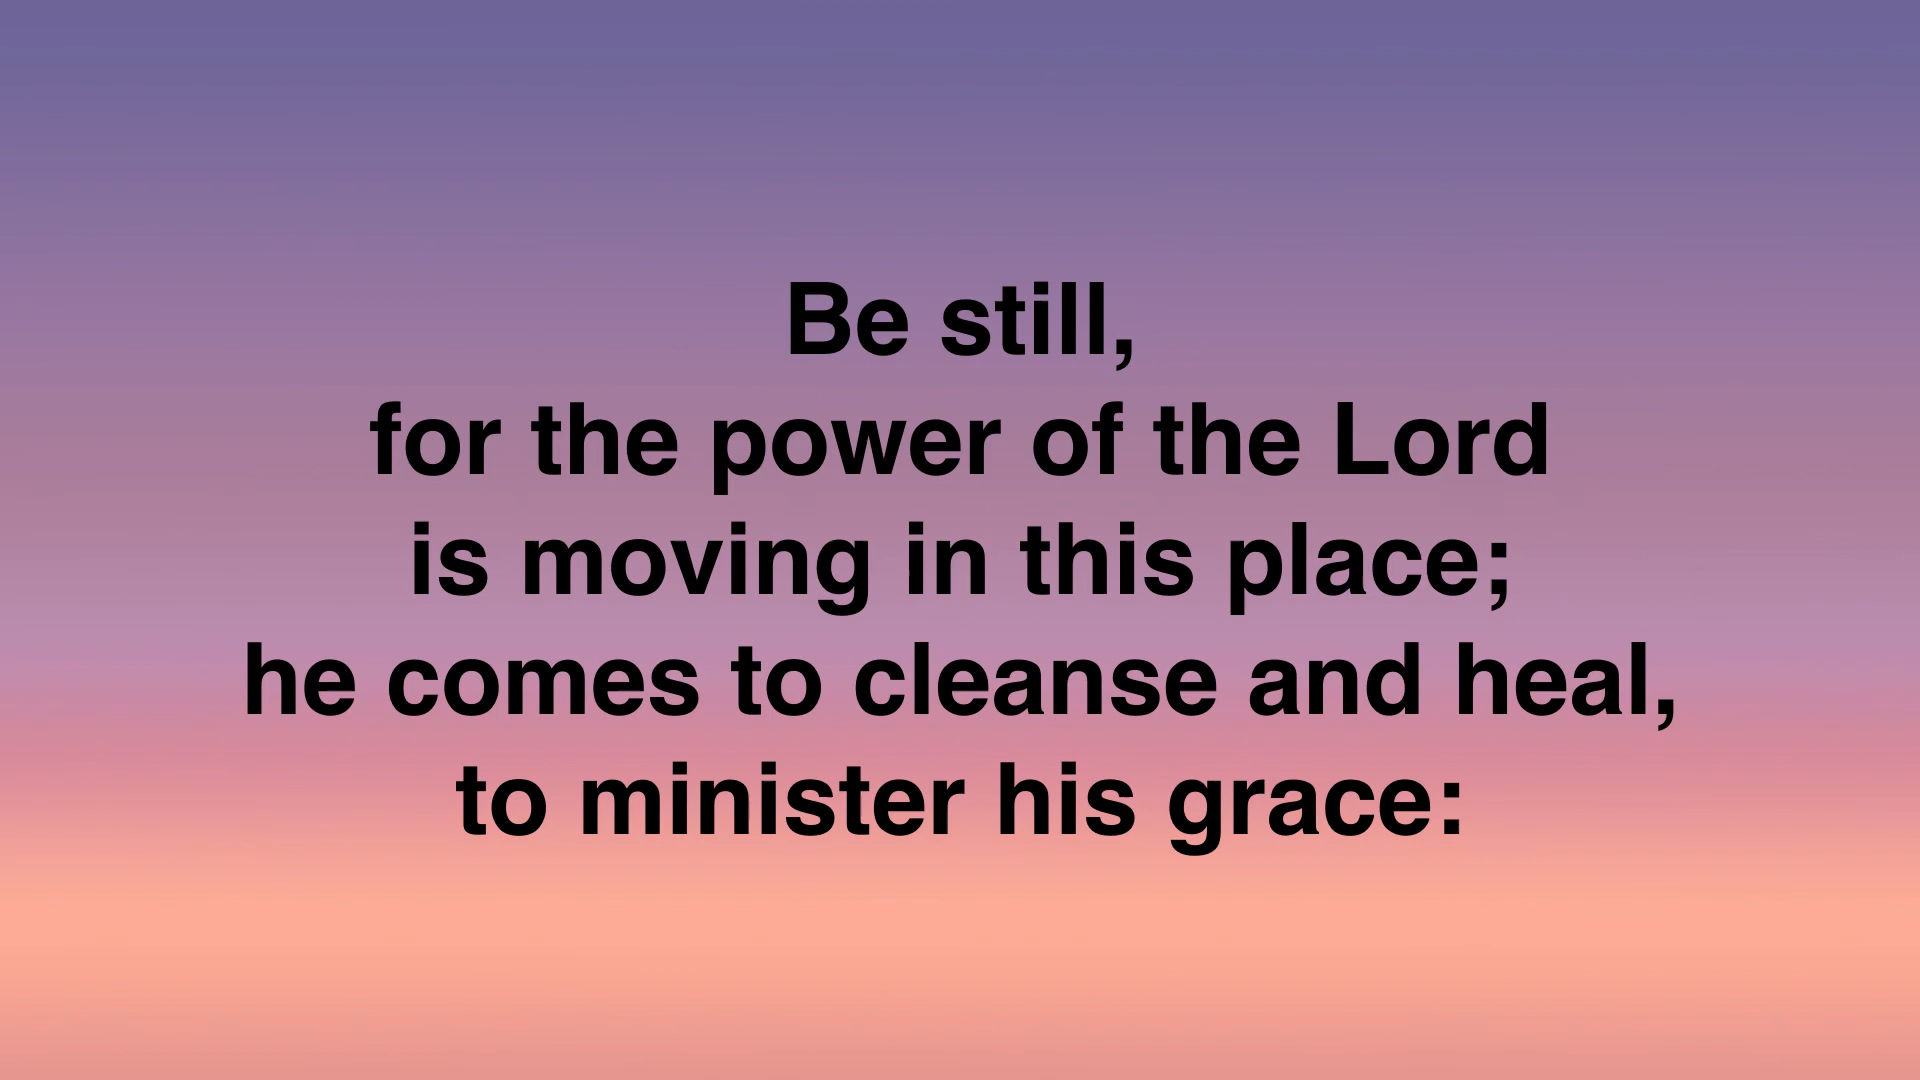 Be still,
for the power of the Lord
is moving in this place;
he comes to cleanse and heal,
to minister his grace: